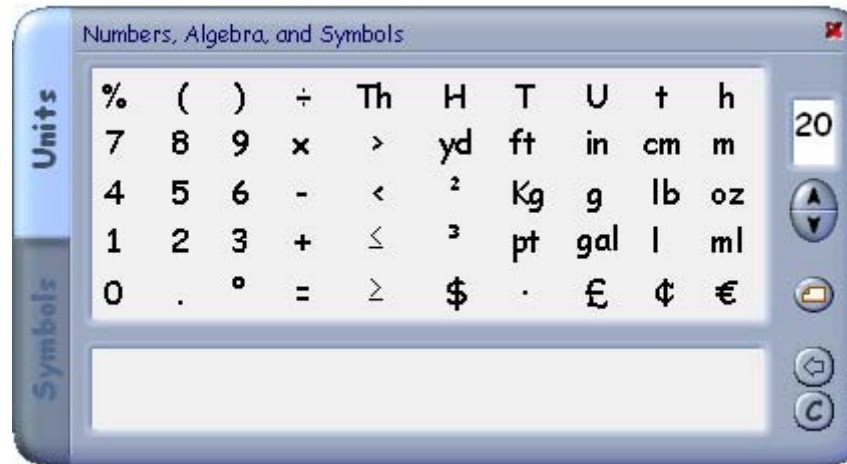 Numbers, Algebra, and Symbols
Units
% ( ) ÷ Th H T U t h
20
7 8 9 × > yd ft in cm m
4 5 6 - < ² Kg g lb oz
1 2 3 + ≤ ³ pt gal l ml
0 . ° = ≥ $ · £ ¢ €
Symbols
C